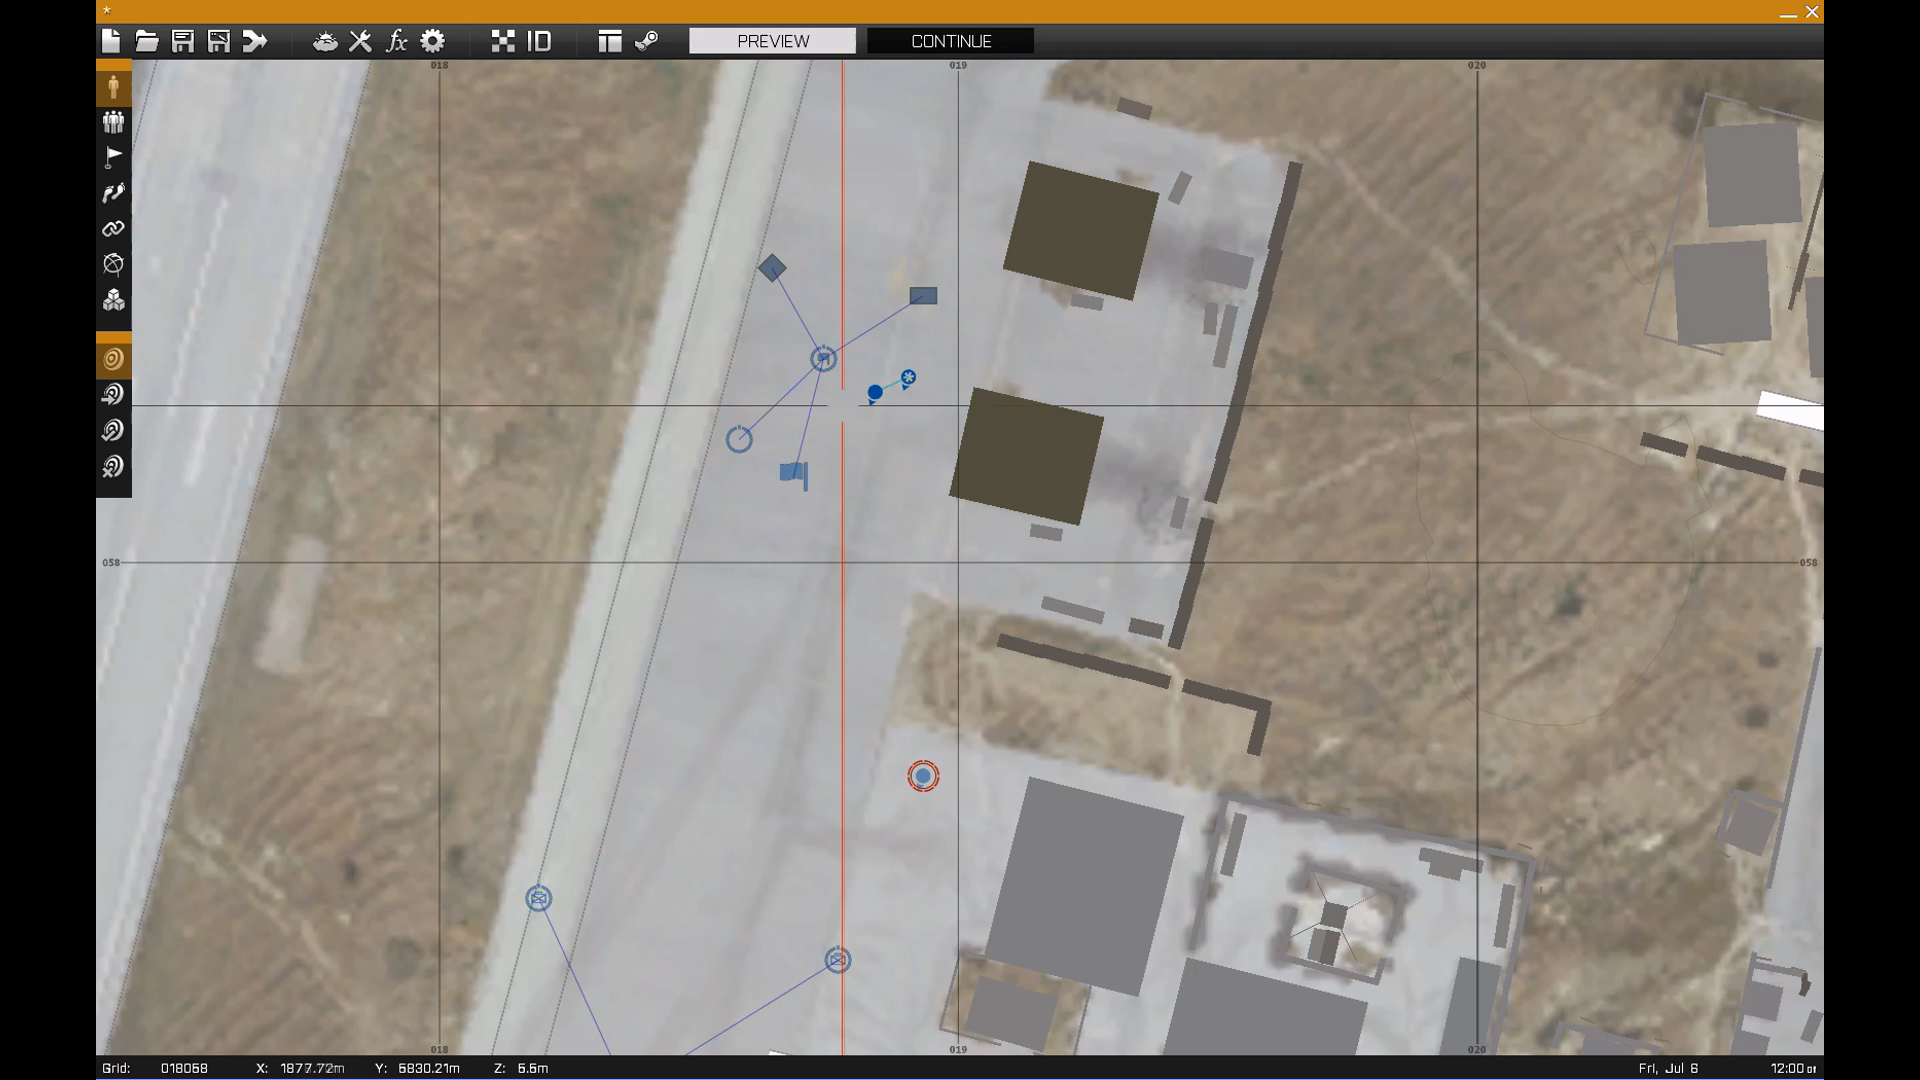 *
fx ID PREVIEW CONTINUE
018 019 020
058 058
018 019 020
Grid: 018058 X: 1877.72m Y: 5830.21m Z: 5.5m Fri, Jul 6 12:00